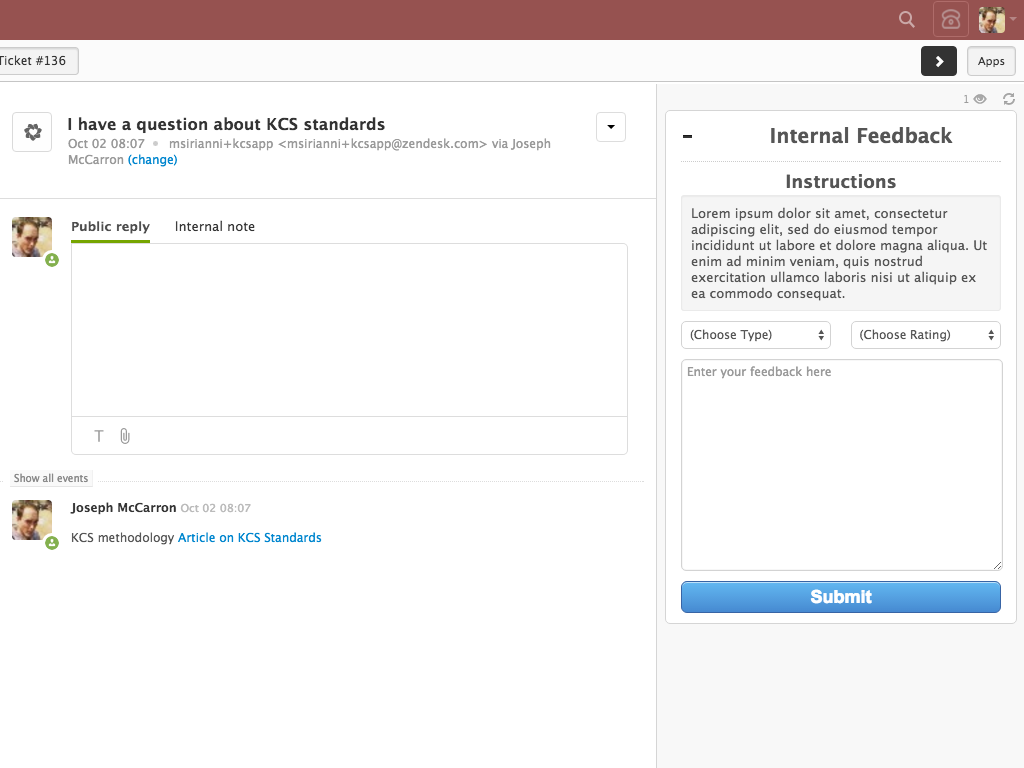 Ticket #136
Apps
1
I have a question about KCS standards
Oct 02 08:07 • msirianni+kcsapp <msirianni+kcsapp@zendesk.com> via Joseph
McCarron (change)
Public reply Internal note
T
Show all events
Joseph McCarron Oct 02 08:07
KCS methodology Article on KCS Standards
Internal Feedback
Instructions
Lorem ipsum dolor sit amet, consectetur
adipiscing elit, sed do eiusmod tempor
incididunt ut labore et dolore magna aliqua. Ut
enim ad minim veniam, quis nostrud
exercitation ullamco laboris nisi ut aliquip ex
ea commodo consequat.
(Choose Type) (Choose Rating)
Enter your feedback here
Submit